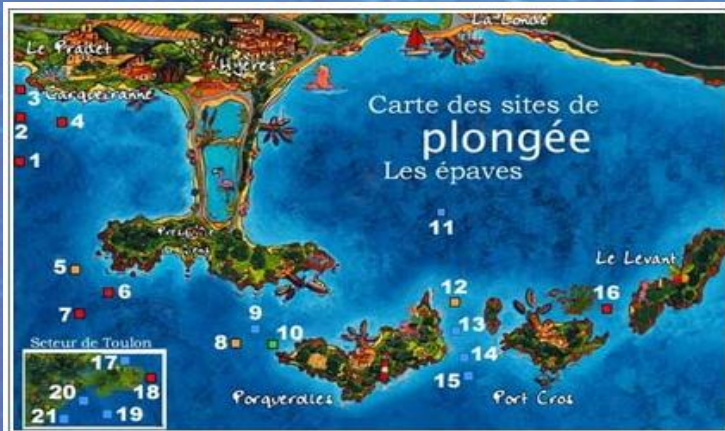 Le Pradet
Hyères
La Londe
Carqueiranne
3
2
4
1
Carte des sites de
plongée
Les épaves
11
Le Levant
5
6
7
12
16
9
13
8
10
14
15
Seteur de Toulon
17
18
20
21
19
Porquerolles
Port Cros